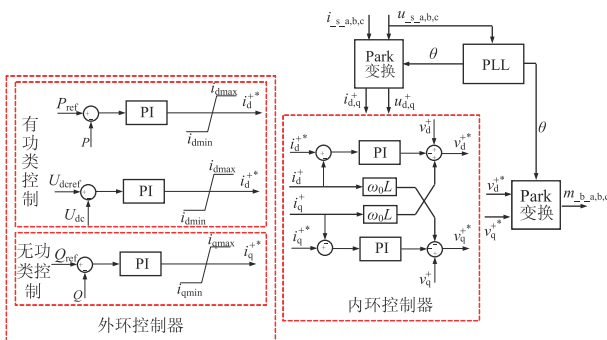 i_s_a,b,c
u_s_a,b,c
Park
变换
θ
PLL
i_d,q^+
u_d,q^+
θ
v_d^+*
v_q^+*
Park
变换
m_b_a,b,c
有功类控制
P_ref
P
PI
i_dmax
i_dmin
i_d^+*
U_dcref
U_dc
PI
i_dmax
i_dmin
i_d^+*
无功类控制
Q_ref
Q
PI
i_qmax
i_qmin
i_q^+*
外环控制器
i_d^+*
PI
v_d^+
v_d^+*
i_d^+
ω_0L
i_q^+
ω_0L
i_q^+*
PI
v_q^+*
v_q^+
内环控制器